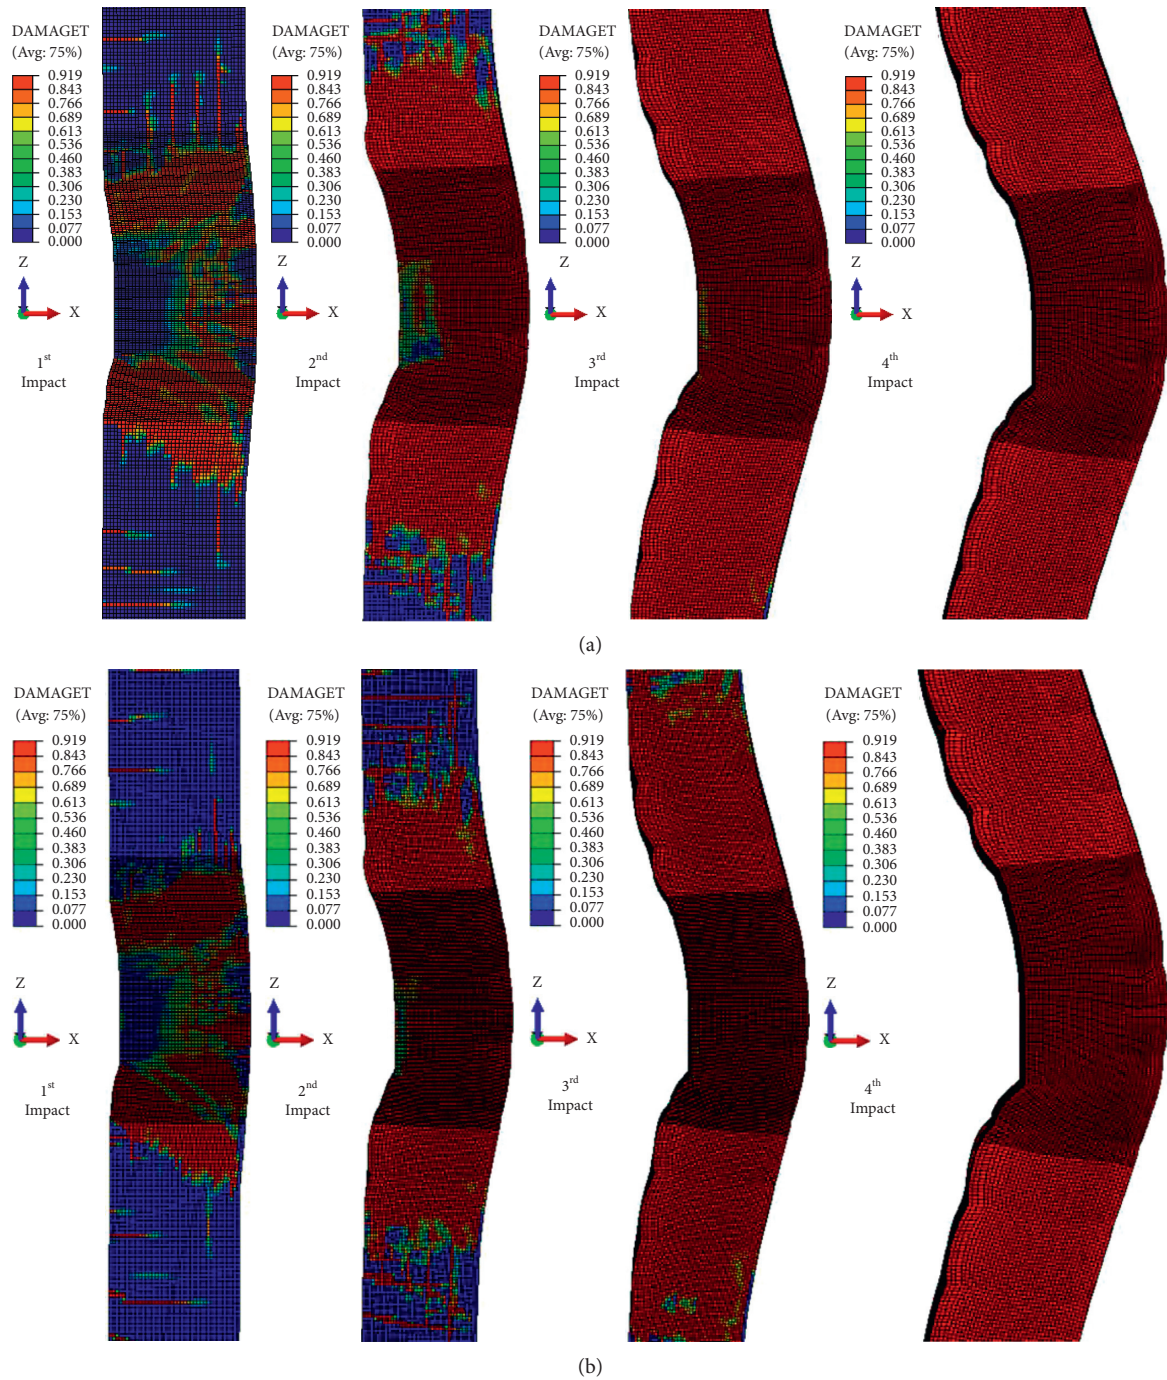 DAMAGET
(Avg: 75%)
0.919
0.843
0.766
0.689
0.613
0.536
0.460
0.383
0.306
0.230
0.153
0.077
0.000
Z
X
1st
Impact
DAMAGET
(Avg: 75%)
0.919
0.843
0.766
0.689
0.613
0.536
0.460
0.383
0.306
0.230
0.153
0.077
0.000
Z
X
2nd
Impact
DAMAGET
(Avg: 75%)
0.919
0.843
0.766
0.689
0.613
0.536
0.460
0.383
0.306
0.230
0.153
0.077
0.000
Z
X
3rd
Impact
DAMAGET
(Avg: 75%)
0.919
0.843
0.766
0.689
0.613
0.536
0.460
0.383
0.306
0.230
0.153
0.077
0.000
Z
X
4th
Impact
(a)
DAMAGET
(Avg: 75%)
0.919
0.843
0.766
0.689
0.613
0.536
0.460
0.383
0.306
0.230
0.153
0.077
0.000
Z
X
1st
Impact
DAMAGET
(Avg: 75%)
0.919
0.843
0.766
0.689
0.613
0.536
0.460
0.383
0.306
0.230
0.153
0.077
0.000
Z
X
2nd
Impact
DAMAGET
(Avg: 75%)
0.919
0.843
0.766
0.689
0.613
0.536
0.460
0.383
0.306
0.230
0.153
0.077
0.000
Z
X
3rd
Impact
DAMAGET
(Avg: 75%)
0.919
0.843
0.766
0.689
0.613
0.536
0.460
0.383
0.306
0.230
0.153
0.077
0.000
Z
X
4th
Impact
(b)